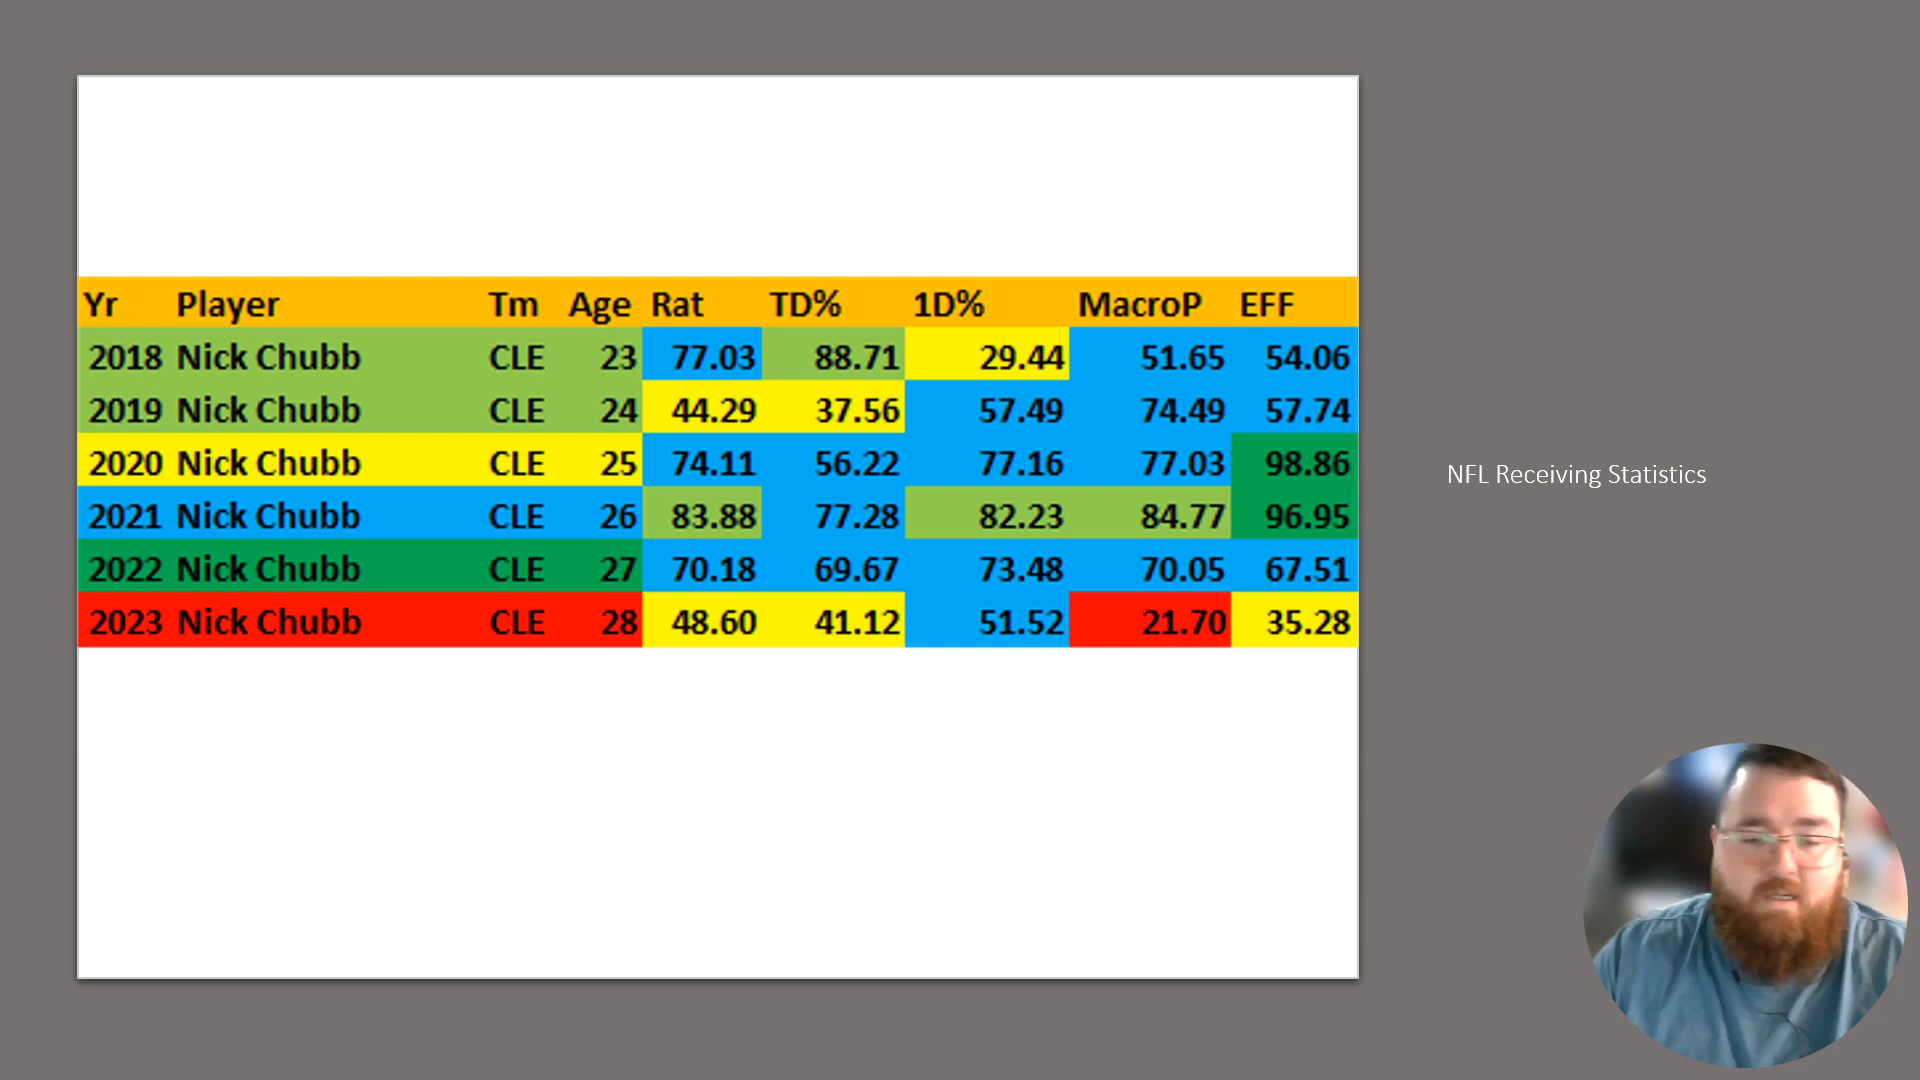 Yr Player Tm Age Rat TD% 1D% MacroP EFF
2018 Nick Chubb CLE 23 77.03 88.71 29.44 51.65 54.06
2019 Nick Chubb CLE 24 44.29 37.56 57.49 74.49 57.74
2020 Nick Chubb CLE 25 74.11 56.22 77.16 77.03 98.86
2021 Nick Chubb CLE 26 83.88 77.28 82.23 84.77 96.95
2022 Nick Chubb CLE 27 70.18 69.67 73.48 70.05 67.51
2023 Nick Chubb CLE 28 48.60 41.12 51.52 21.70 35.28
NFL Receiving Statistics